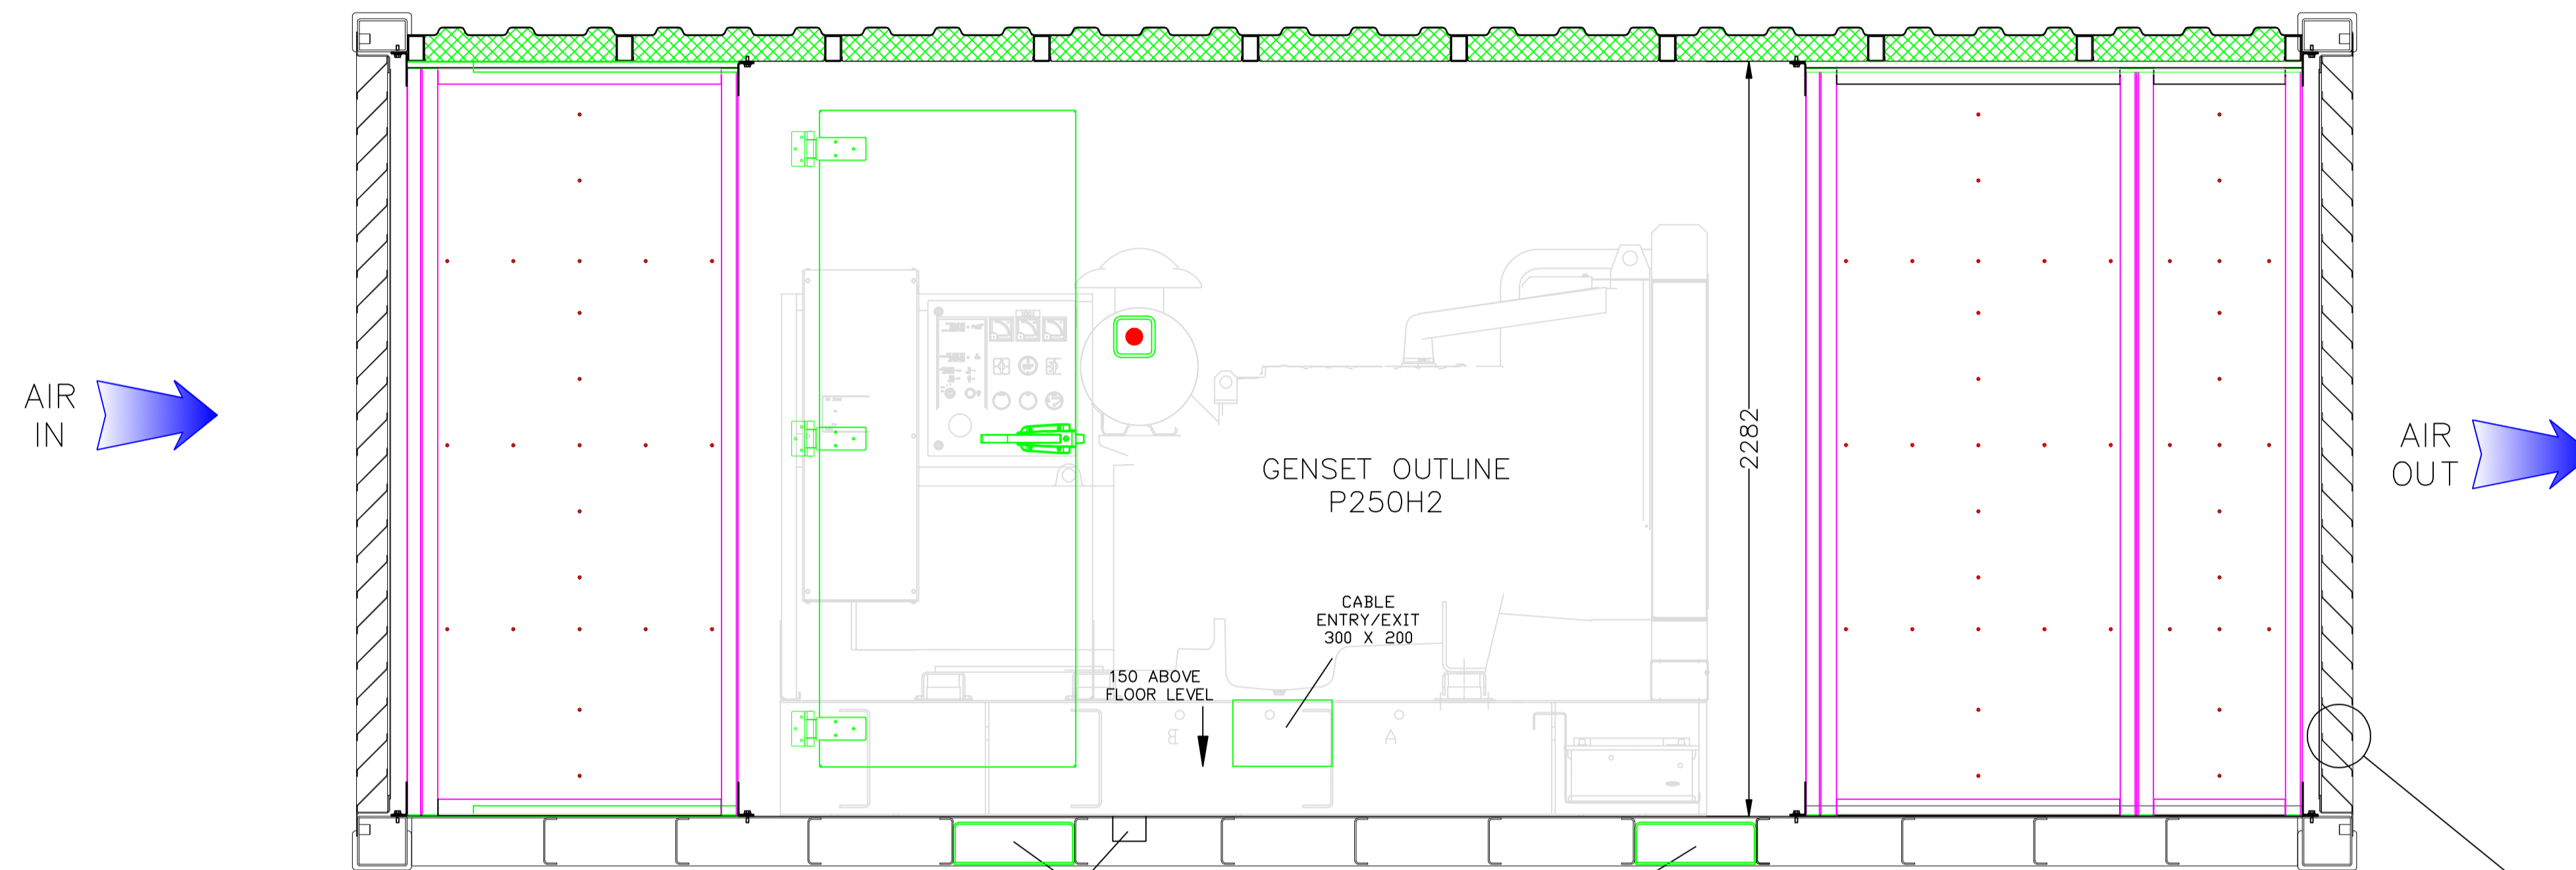 AIR
IN
GENSET OUTLINE
P250H2
2282
AIR
OUT
CABLE
ENTRY/EXIT
300 X 200
150 ABOVE
FLOOR LEVEL
B
A